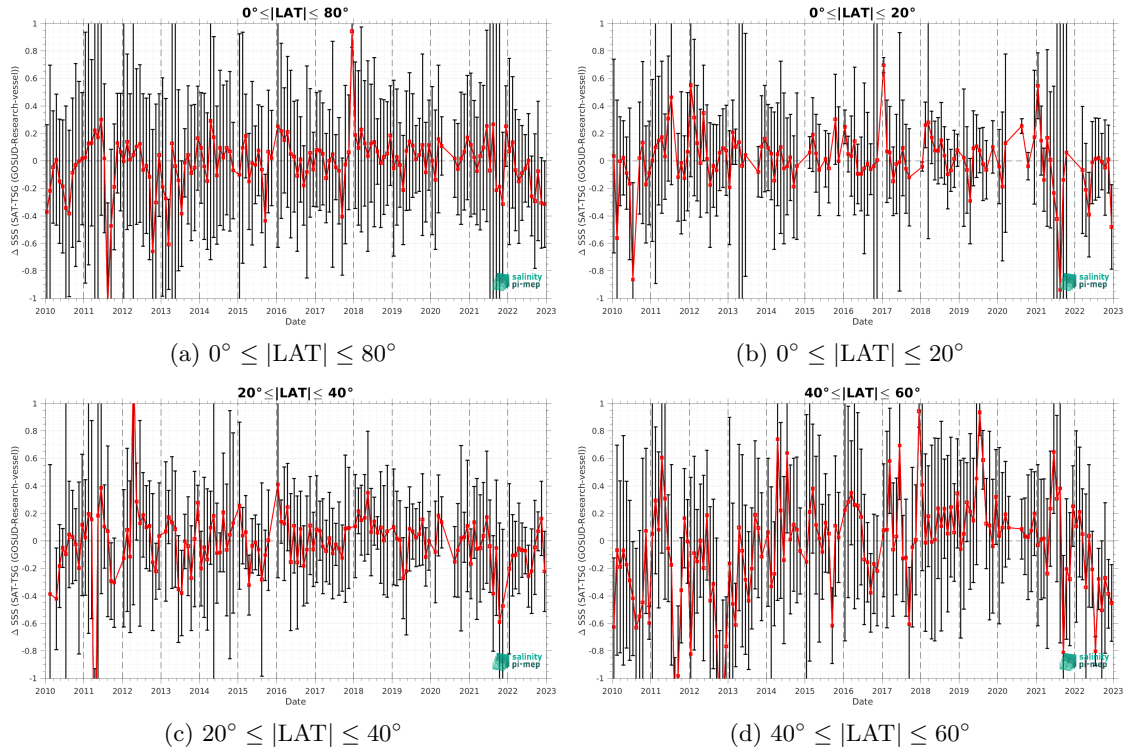 0°≤|LAT|≤ 80°
Δ SSS (SAT-TSG (GOSUD-Research-vessel))
1
0.8
0.6
0.4
0.2
0
-0.2
-0.4
-0.6
-0.8
-1
salinity
pi-mep
2010 2011 2012 2013 2014 2015 2016 2017 2018 2019 2020 2021 2022 2023
Date
(a) 0° ≤ |LAT| ≤ 80°
0°≤|LAT|≤ 20°
Δ SSS (SAT-TSG (GOSUD-Research-vessel))
1
0.8
0.6
0.4
0.2
0
-0.2
-0.4
-0.6
-0.8
-1
salinity
pi-mep
2010 2011 2012 2013 2014 2015 2016 2017 2018 2019 2020 2021 2022 2023
Date
(b) 0° ≤ |LAT| ≤ 20°
20°≤|LAT|≤ 40°
Δ SSS (SAT-TSG (GOSUD-Research-vessel))
1
0.8
0.6
0.4
0.2
0
-0.2
-0.4
-0.6
-0.8
-1
salinity
pi-mep
2010 2011 2012 2013 2014 2015 2016 2017 2018 2019 2020 2021 2022 2023
Date
(c) 20° ≤ |LAT| ≤ 40°
40°≤|LAT|≤ 60°
Δ SSS (SAT-TSG (GOSUD-Research-vessel))
1
0.8
0.6
0.4
0.2
0
-0.2
-0.4
-0.6
-0.8
-1
salinity
pi-mep
2010 2011 2012 2013 2014 2015 2016 2017 2018 2019 2020 2021 2022 2023
Date
(d) 40° ≤ |LAT| ≤ 60°